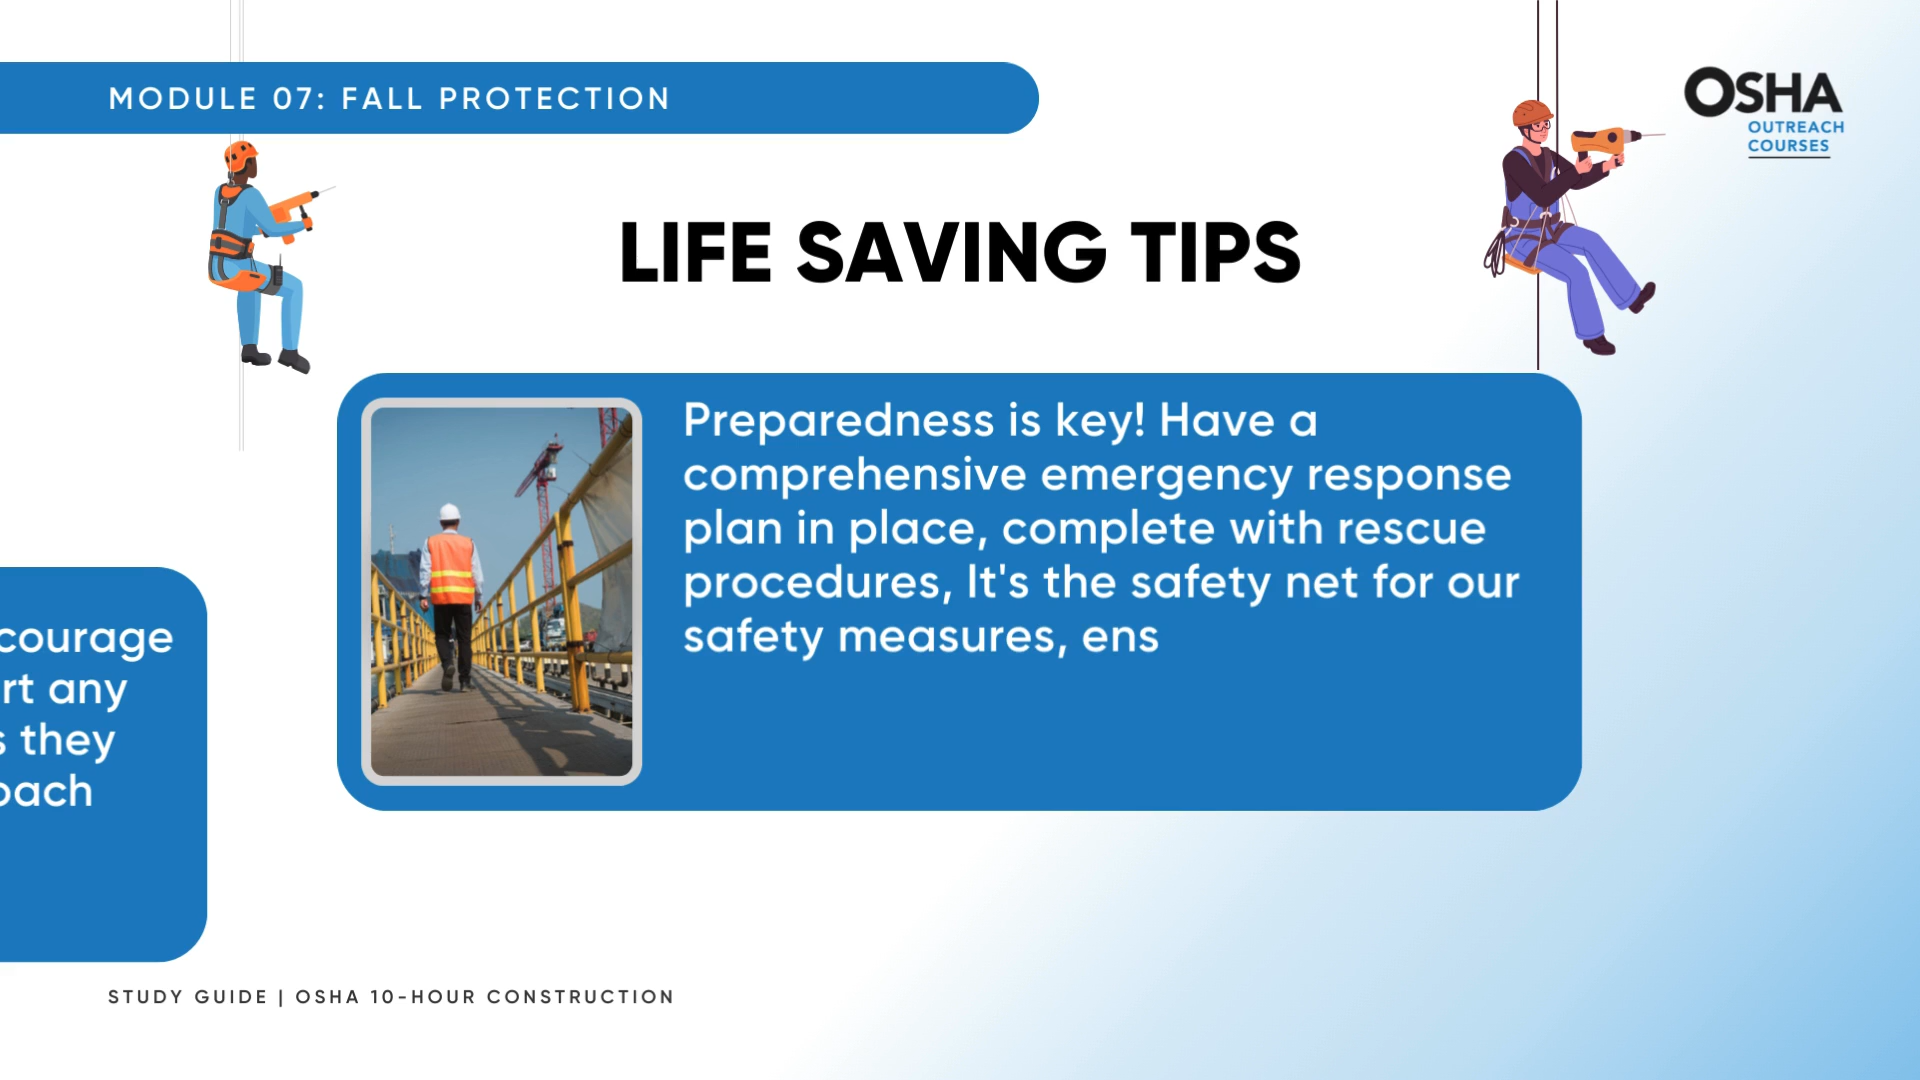 MODULE 07: FALL PROTECTION
OSHA
OUTREACH
COURSES
LIFE SAVING TIPS
Preparedness is key! Have a
comprehensive emergency response
plan in place, complete with rescue
procedures, It's the safety net for our
safety measures, ens
courage
rt any
s they
oach
STUDY GUIDE | OSHA 10-HOUR CONSTRUCTION